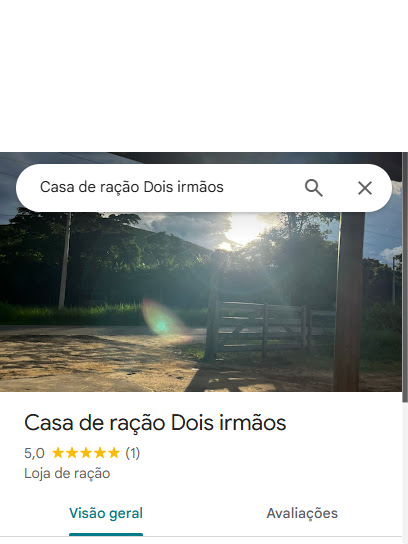 Casa de ração Dois irmãos
Casa de ração Dois irmãos
5,0 ★★★★★ (1)
Loja de ração
Visão geral Avaliações